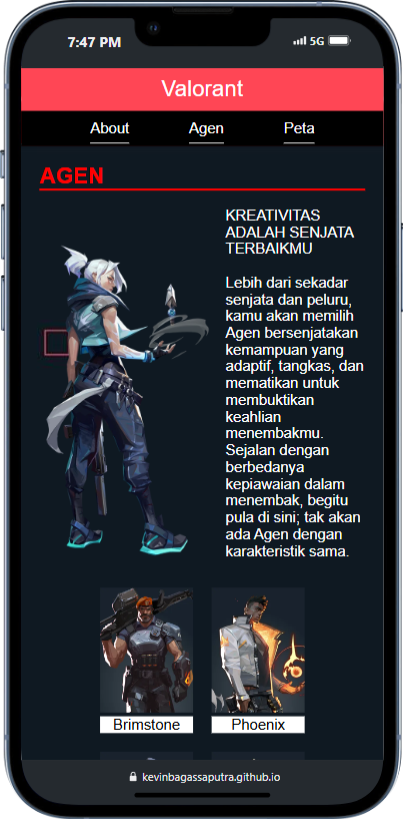 7:47 PM 5G
Valorant
About Agen Peta
AGEN
KREATIVITAS
ADALAH SENJATA
TERBAIKMU
Lebih dari sekadar
senjata dan peluru,
kamu akan memilih
Agen bersenjatakan
kemampuan yang
adaptif, tangkas, dan
mematikan untuk
membuktikan
keahlian
menembakmu.
Sejalan dengan
berbedanya
kepiawaian dalam
menembak, begitu
pula di sini; tak akan
ada Agen dengan
karakteristik sama.
Brimstone Phoenix
kevinbagassaputra.github.io